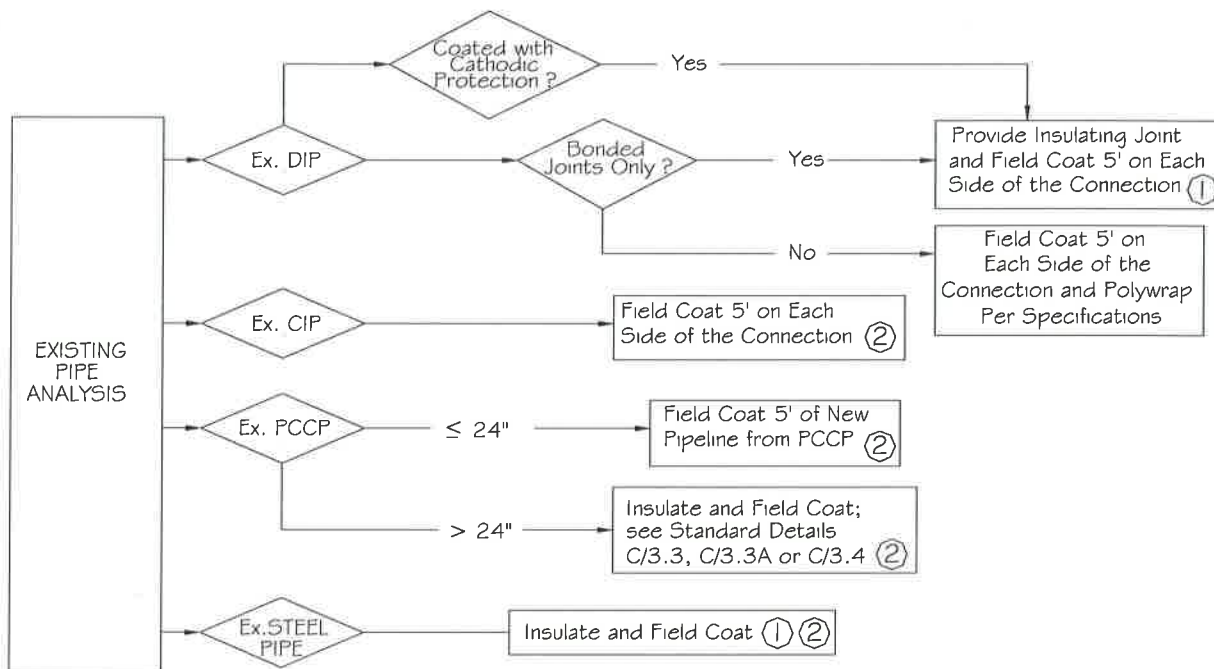 Coated with
Cathodic
Protection ?
Yes
Ex. DIP
Bonded
Joints Only ?
Yes
Provide Insulating Joint
and Field Coat 5' on Each
Side of the Connection 1
No
Field Coat 5' on
Each Side of the
Connection and Polywrap
Per Specifications
EXISTING
PIPE
ANALYSIS
Ex. CIP
Field Coat 5' on Each
Side of the Connection 2
Ex. PCCP
≤ 24"
Field Coat 5' of New
Pipeline from PCCP 2
> 24"
Insulate and Field Coat;
see Standard Details
C/3.3, C/3.3A or C/3.4 2
Ex.STEEL
PIPE
Insulate and Field Coat 1 2